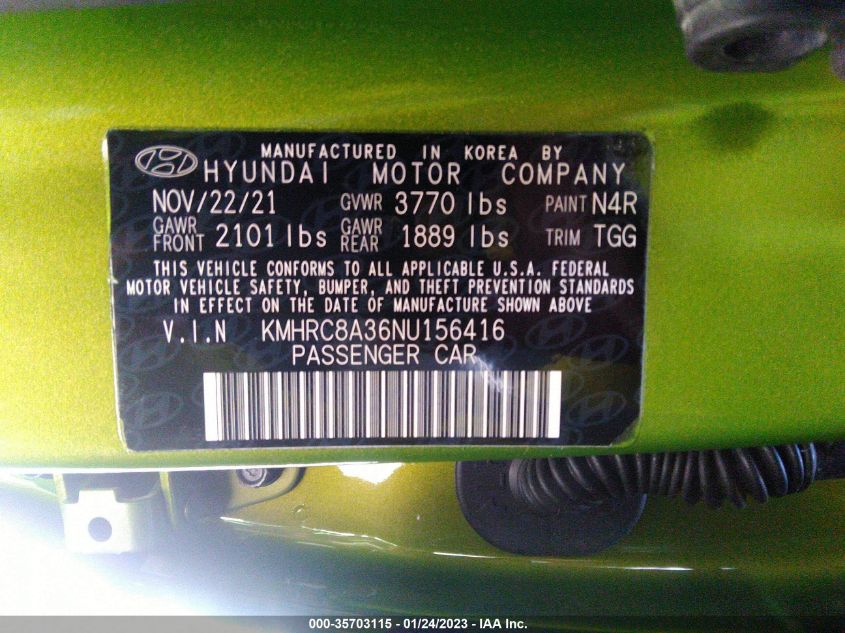 MANUFACTURED IN KOREA BY
HYUNDAI MOTOR COMPANY
NOV/22/21 GVWR 3770 lbs PAINT N4R
GAWR FRONT 2101 lbs GAWR REAR 1889 lbs TRIM TGG
THIS VEHICLE CONFORMS TO ALL APPLICABLE U.S.A. FEDERAL
MOTOR VEHICLE SAFETY, BUMPER, AND THEFT PREVENTION STANDARDS
IN EFFECT ON THE DATE OF MANUFACTURE SHOWN ABOVE
V.I.N KMHRC8A36NU156416
PASSENGER CAR
000-35703115 - 01/24/2023 - IAA Inc.